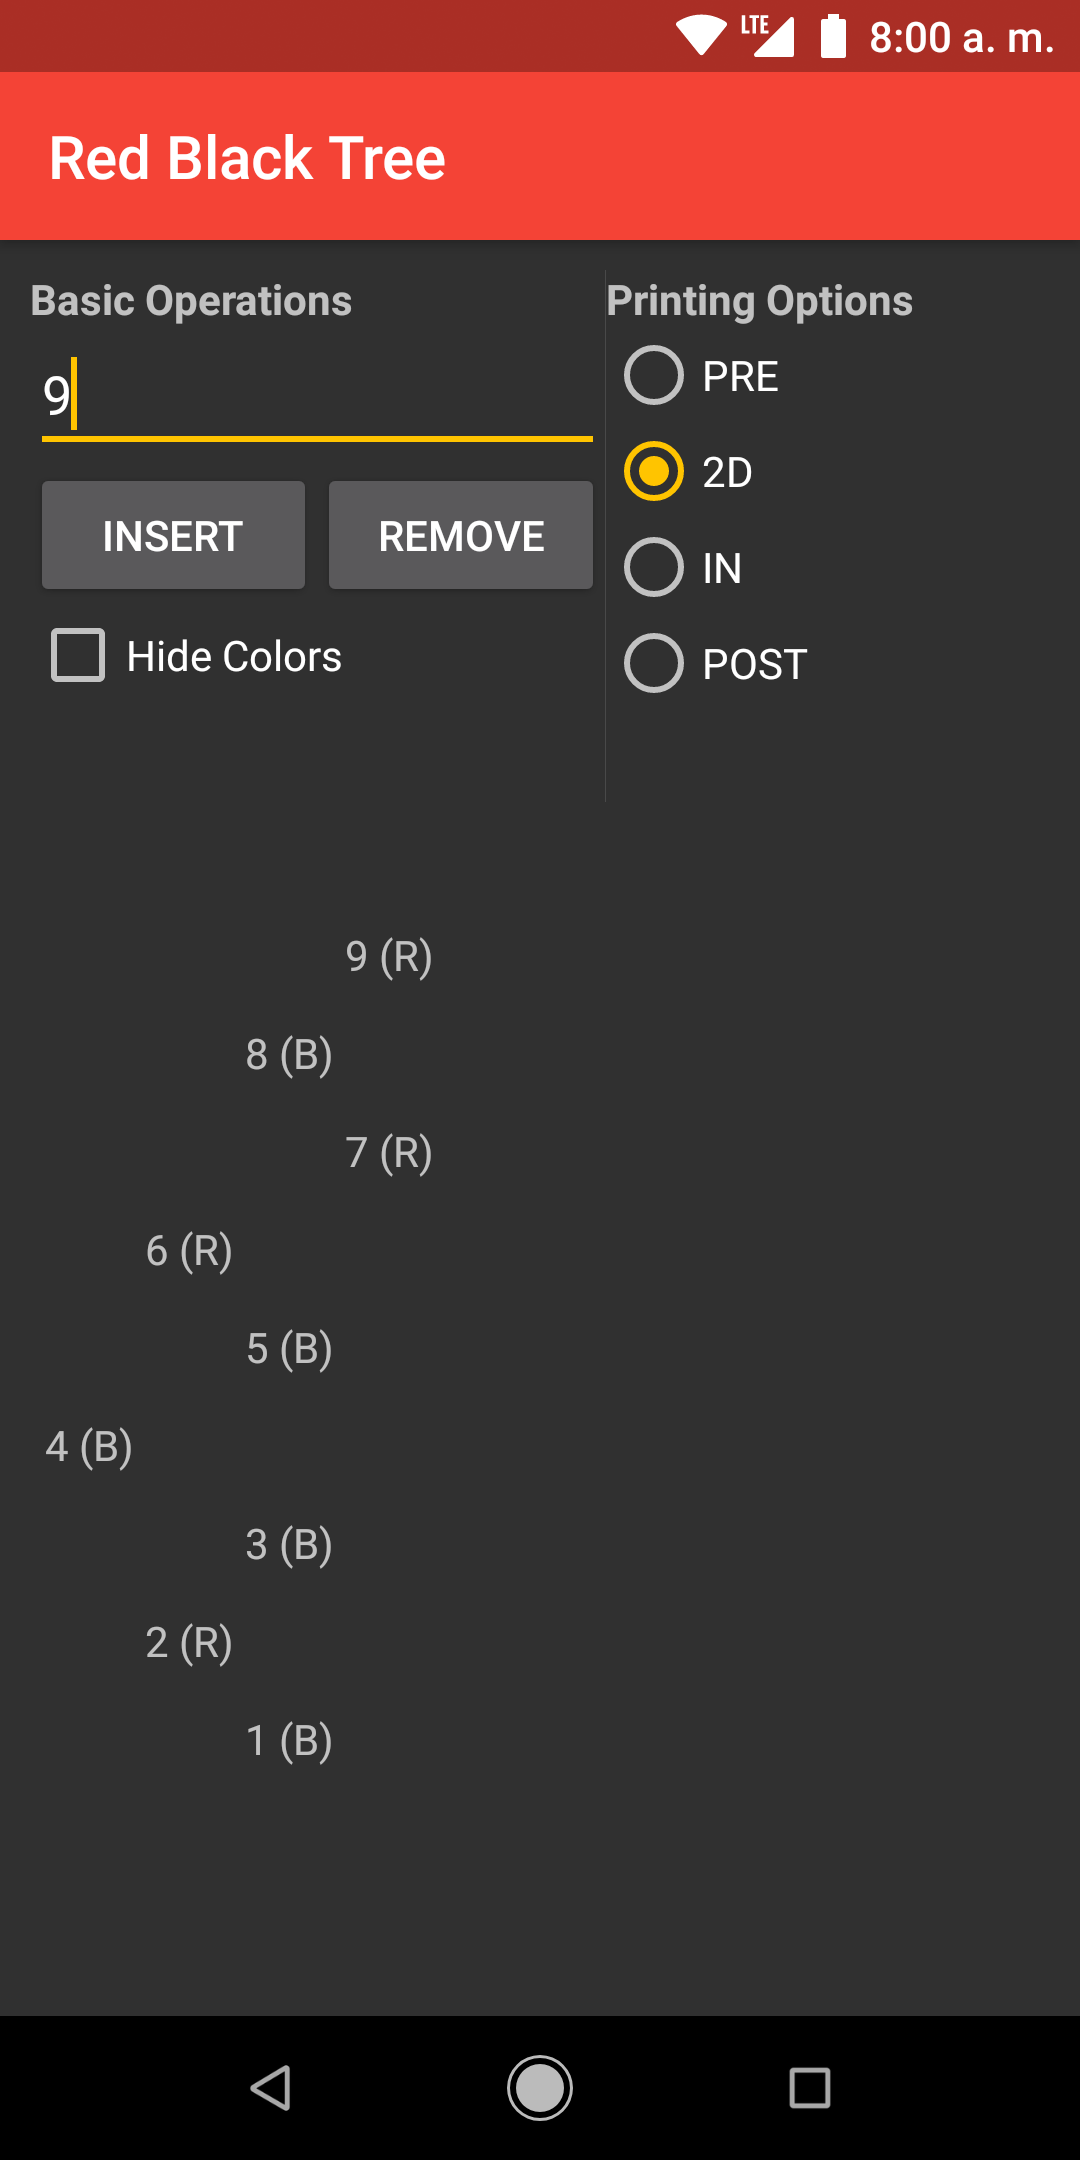 LTE 8:00 a. m.
Red Black Tree
Basic Operations
9
INSERT REMOVE
Hide Colors
Printing Options
PRE
2D
IN
POST
9 (R)
8 (B)
7 (R)
6 (R)
5 (B)
4 (B)
3 (B)
2 (R)
1 (B)